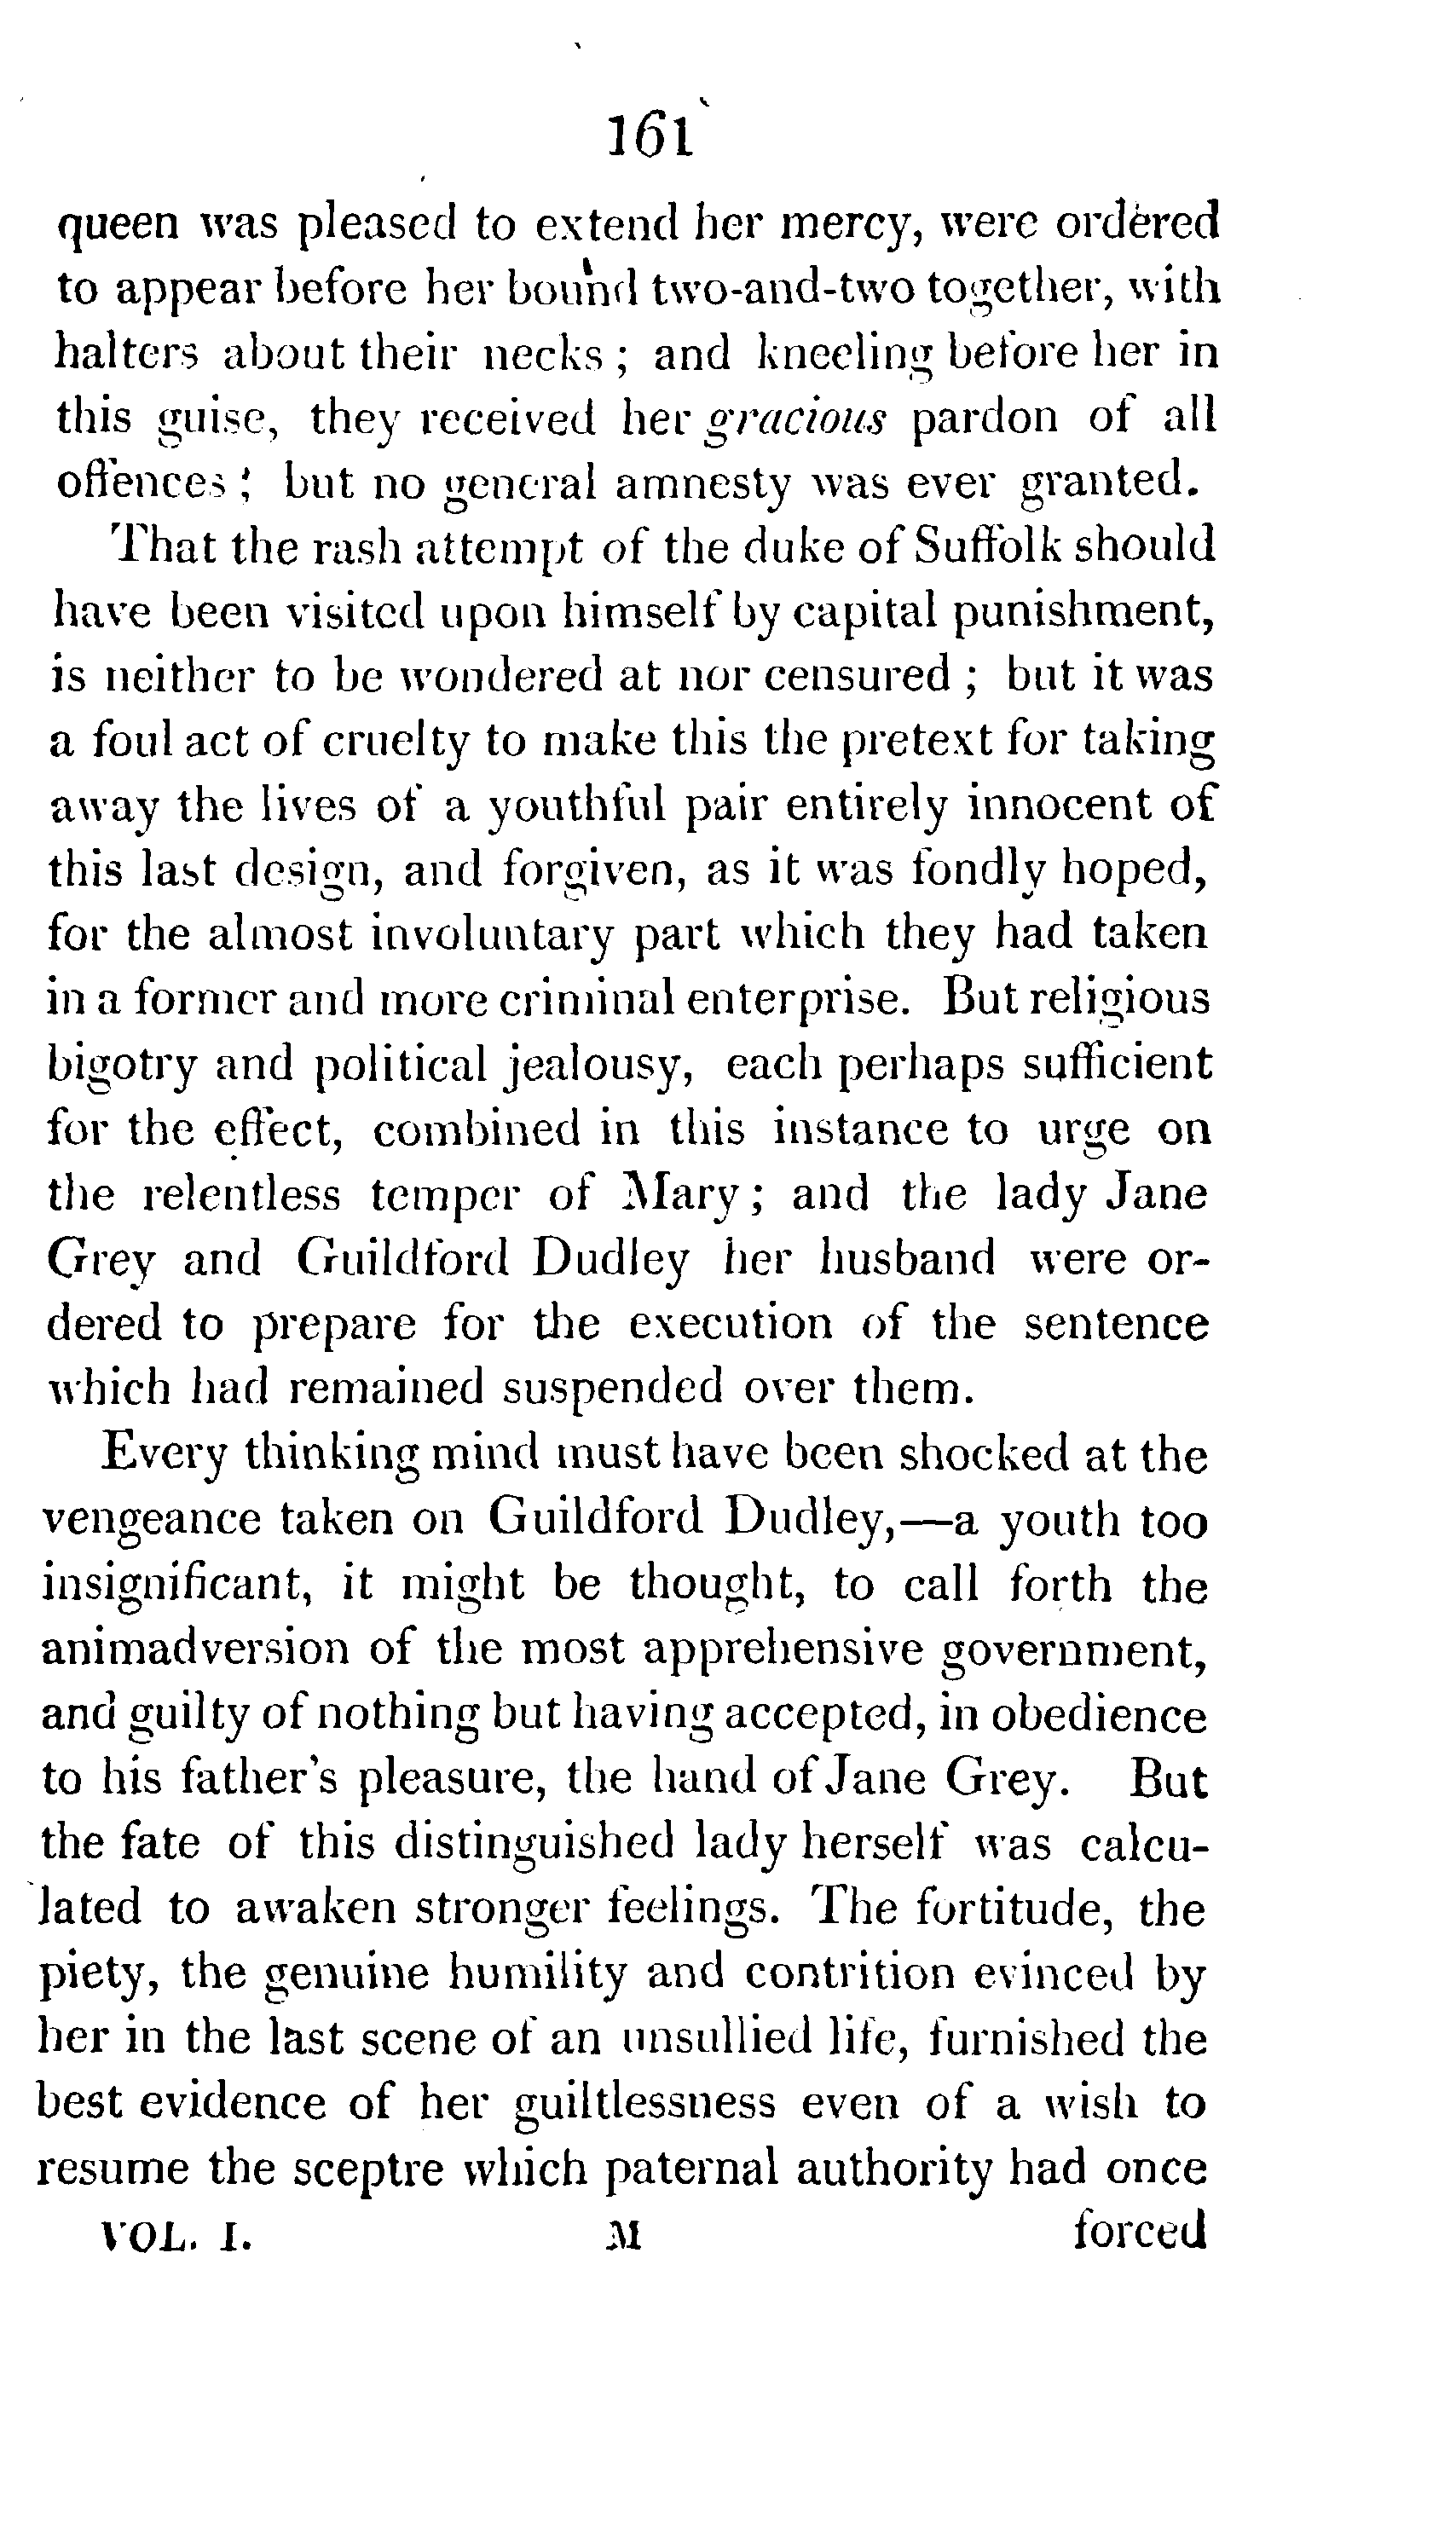 161
queen was pleased to extend her mercy, were ordered
to appear before her bound two-and-two together, with
halters about their necks ; and kneeling before her in
this guise, they received her gracious pardon of all
offences ; but no general amnesty was ever granted.
That the rash attempt of the duke of Suffolk should
have been visited upon himself by capital punishment,
is neither to be wondered at nor censured ; but it was
a foul act of cruelty to make this the pretext for taking
away the lives of a youthful pair entirely innocent of
this last design, and forgiven, as it was fondly hoped,
for the almost involuntary part which they had taken
in a former and more criminal enterprise. But religious
bigotry and political jealousy, each perhaps sufficient
for the effect, combined in this instance to urge on
the relentless temper of Mary ; and the lady Jane
Grey and Guildford Dudley her husband were or-
dered to prepare for the execution of the sentence
which had remained suspended over them.
Every thinking mind must have been shocked at the
vengeance taken on Guildford Dudley,—a youth too
insignificant, it might be thought, to call forth the
animadversion of the most apprehensive government,
and guilty of nothing but having accepted, in obedience
to his father's pleasure, the hand of Jane Grey. But
the fate of this distinguished lady herself was calcu-
lated to awaken stronger feelings. The fortitude, the
piety, the genuine humility and contrition evinced by
her in the last scene of an unsullied life, furnished the
best evidence of her guiltlessness even of a wish to
resume the sceptre which paternal authority had once
VOL. I. M forced